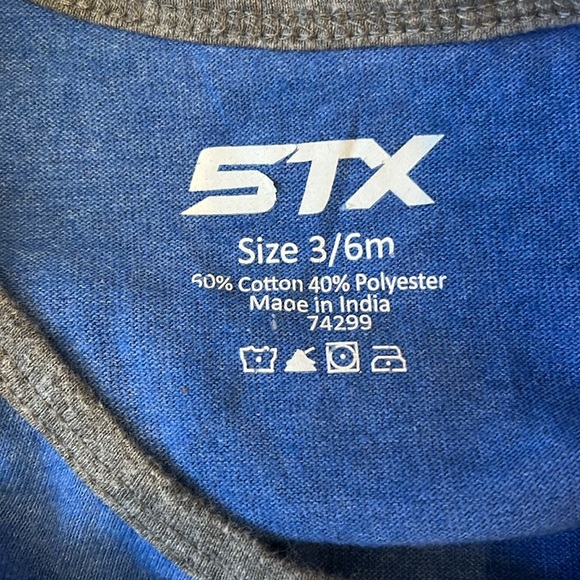 STX
Size 3/6m
60% Cotton 40% Polyester
Made in India
74299